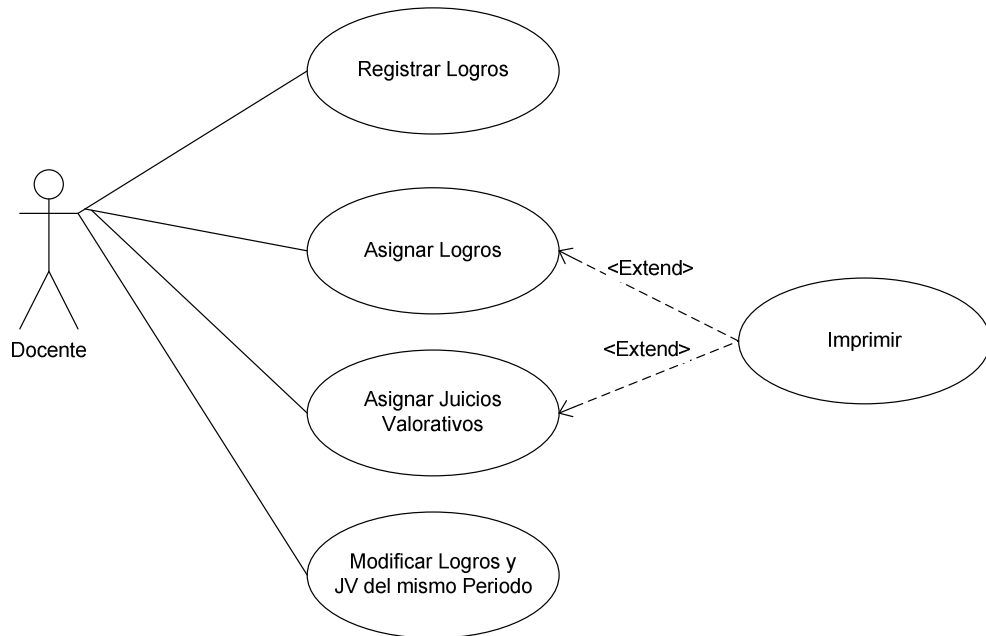 Registrar Logros
Asignar Logros
<Extend>
Imprimir
<Extend>
Docente
Asignar Juicios
Valorativos
Modificar Logros y
JV del mismo Periodo